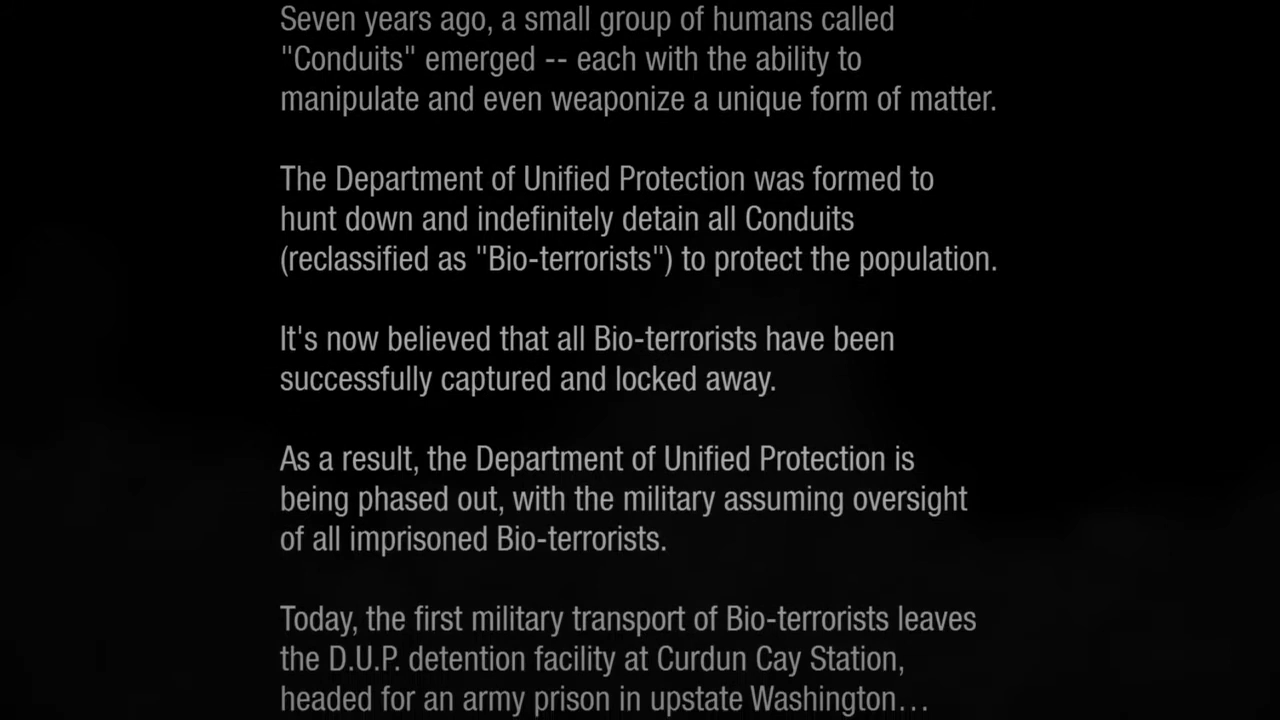 Seven years ago, a small group of humans called
"Conduits" emerged -- each with the ability to
manipulate and even weaponize a unique form of matter.
The Department of Unified Protection was formed to
hunt down and indefinitely detain all Conduits
(reclassified as "Bio-terrorists") to protect the population.
It's now believed that all Bio-terrorists have been
successfully captured and locked away.
As a result, the Department of Unified Protection is
being phased out, with the military assuming oversight
of all imprisoned Bio-terrorists.
Today, the first military transport of Bio-terrorists leaves
the D.U.P. detention facility at Curdun Cay Station,
headed for an army prison in upstate Washington…